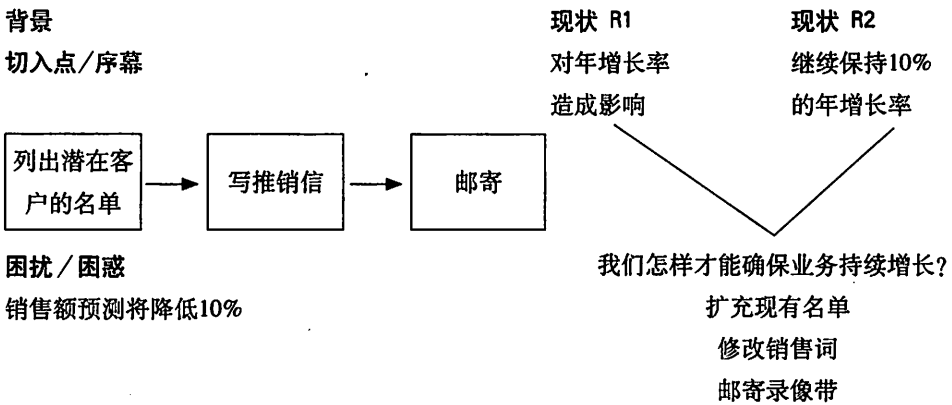 背景
切入点/序幕
列出潜在客
户的名单
写推销信
邮寄
困扰/困惑
销售额预测将降低10%
现状 R1
对年增长率
造成影响
现状 R2
继续保持10%
的年增长率
我们怎样才能确保业务持续增长?
扩充现有名单
修改销售词
邮寄录像带